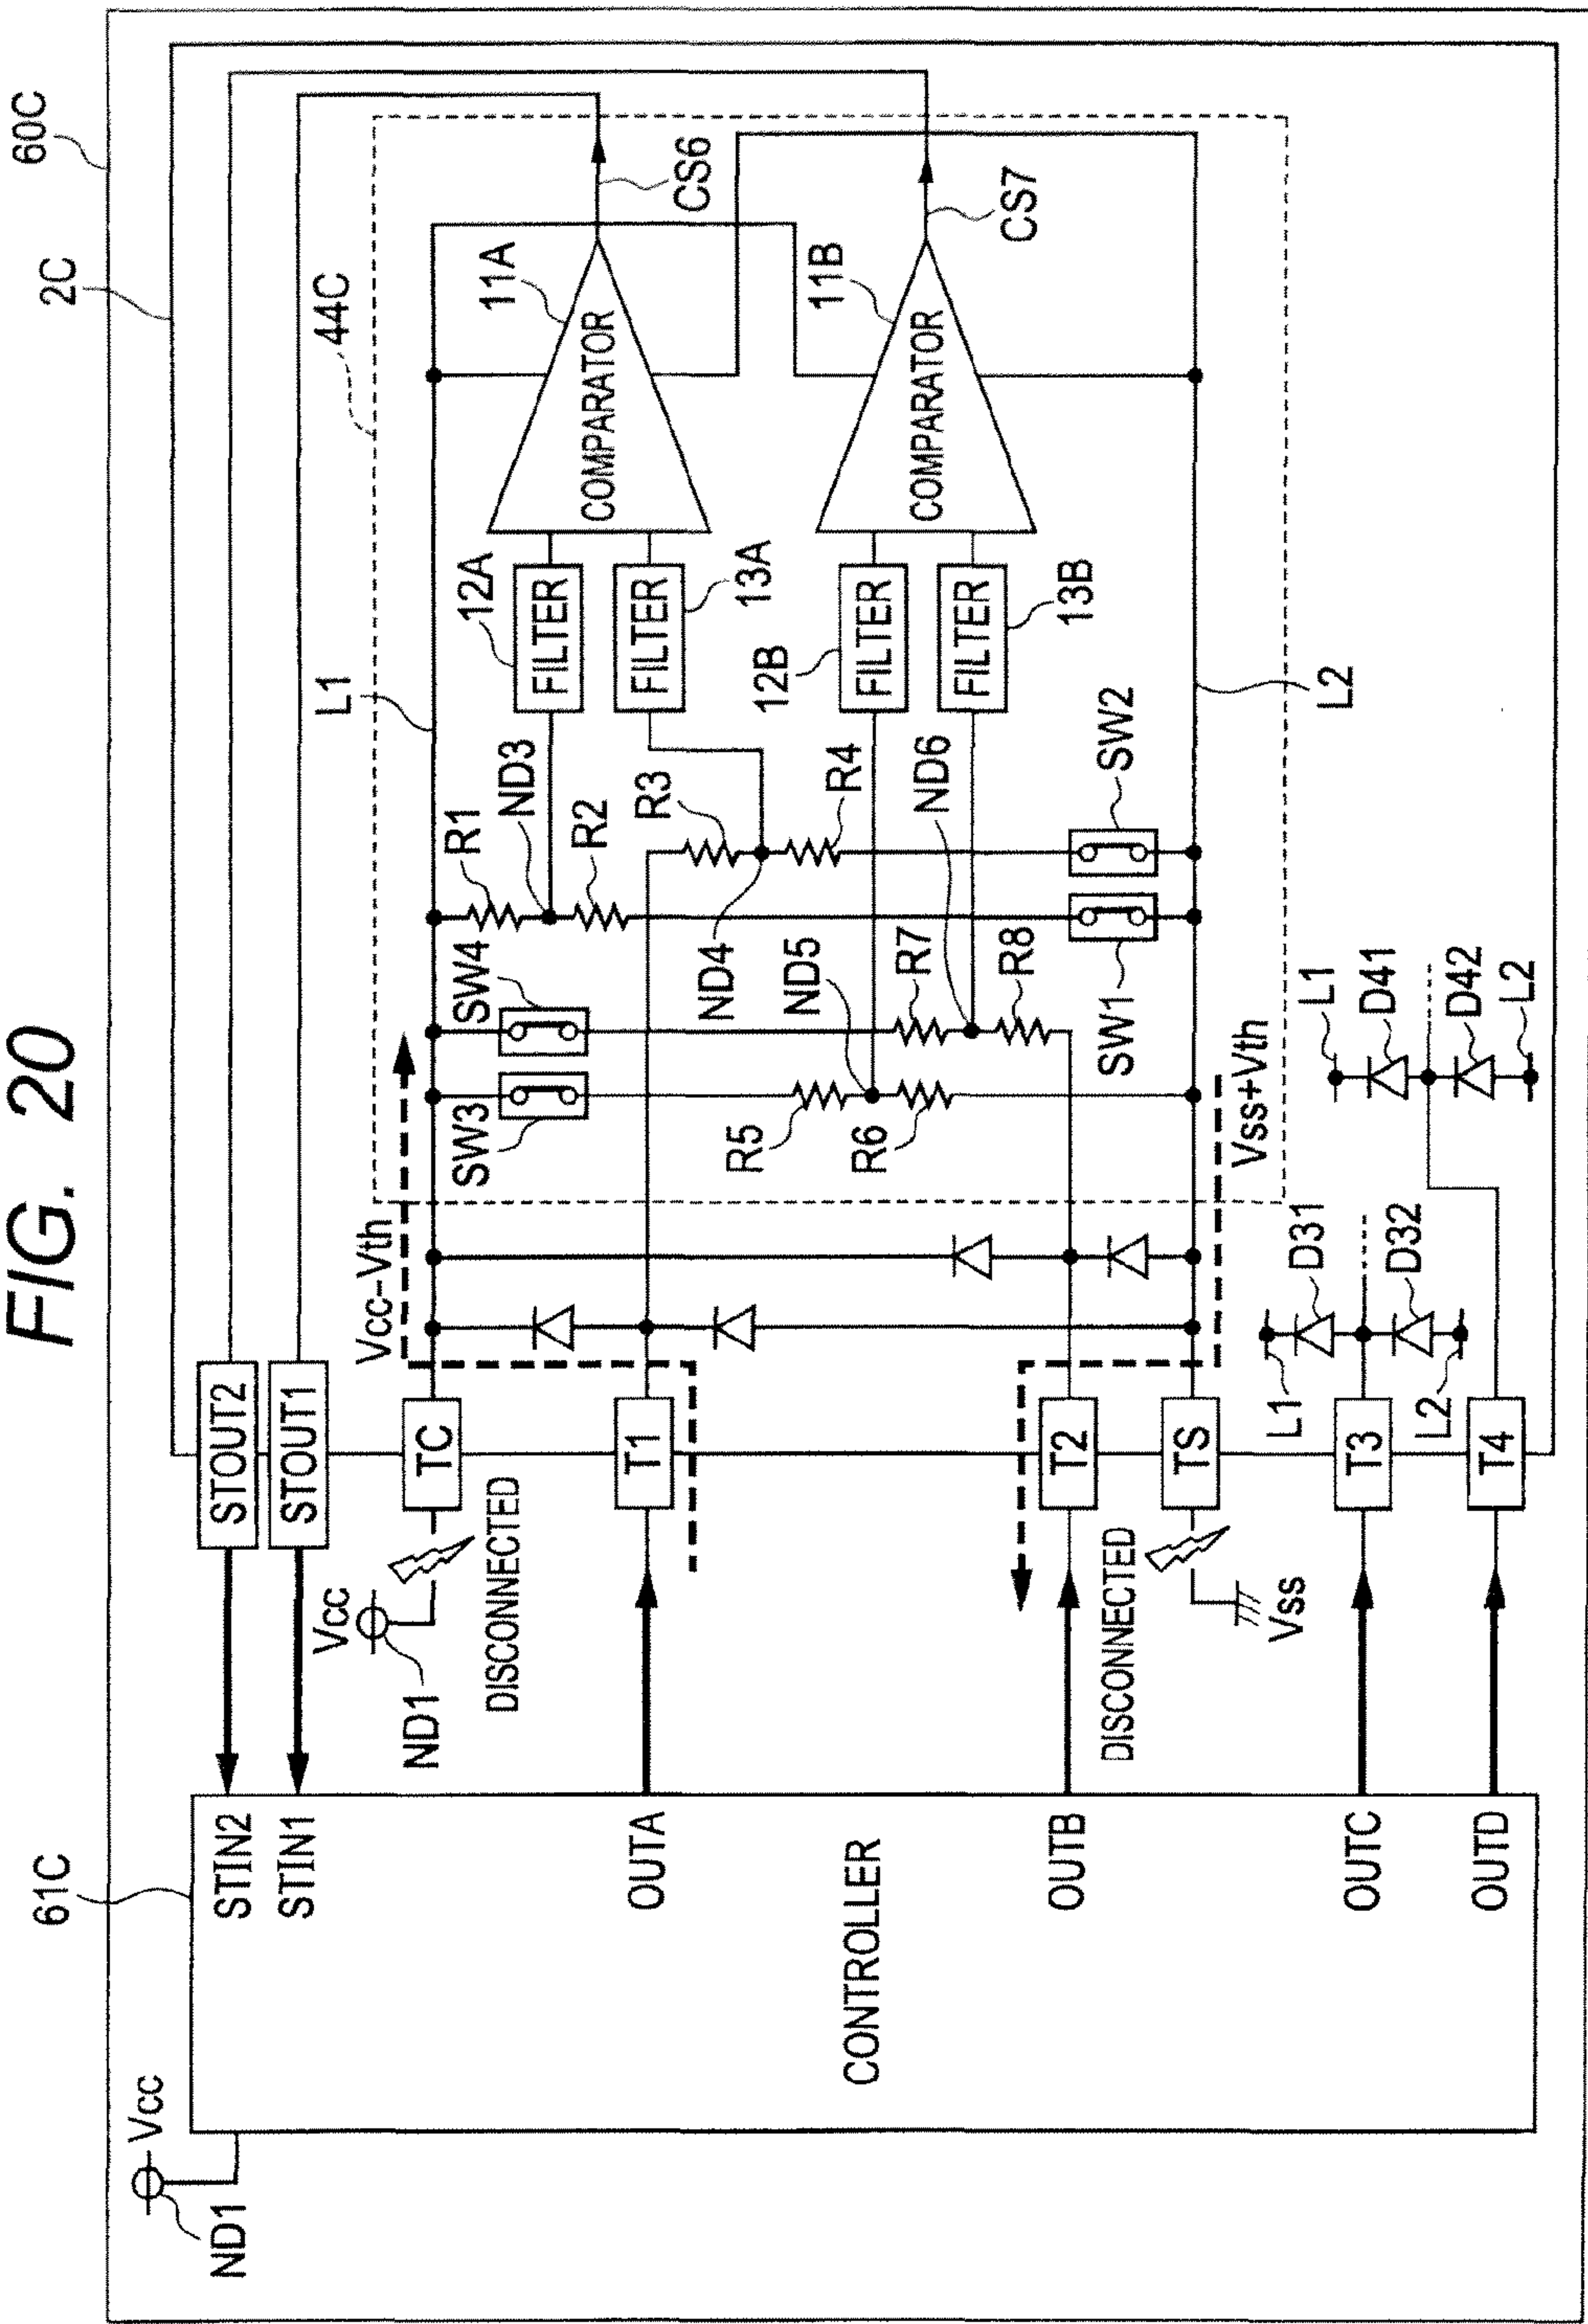 FIG. 20
60C
2C
44C
61C
ND1
Vcc
CONTROLLER
STIN2
STIN1
OUTA
OUTB
OUTC
OUTD
STOUT2
STOUT1
Vcc
ND1
DISCONNECTED
TC
T1
T2
DISCONNECTED
TS
Vss
T3
T4
Vcc-Vth
Vss+Vth
L1
D31
D32
L2
L1
D41
D42
L2
SW3
SW4
R5
R6
ND5
R7
R8
ND6
SW1
SW2
R1
ND3
R2
ND4
R3
R4
L1
L2
12A
FILTER
FILTER
13A
12B
FILTER
FILTER
13B
11A
COMPARATOR
CS6
11B
COMPARATOR
CS7